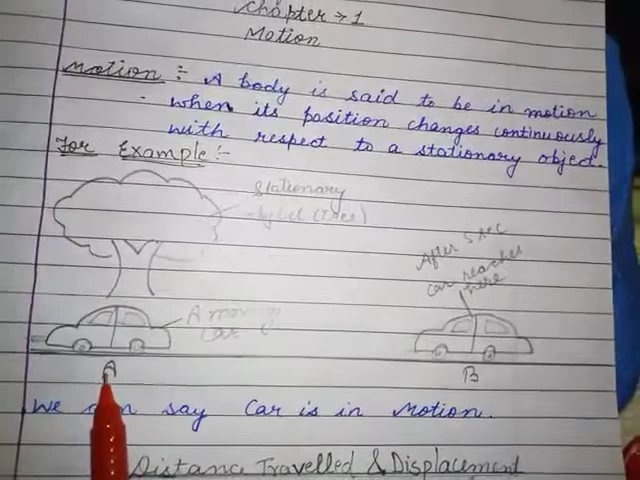 Chapter → 1
Motion
Motion :- A body is said to be in motion
when its position changes continuously
with respect to a stationary object.
For Example :-
Stationary
(Tree)
After 5 sec
car reaches
here
A moving
car
A
B
We say Car is in Motion.
Distance Travelled & Displacement